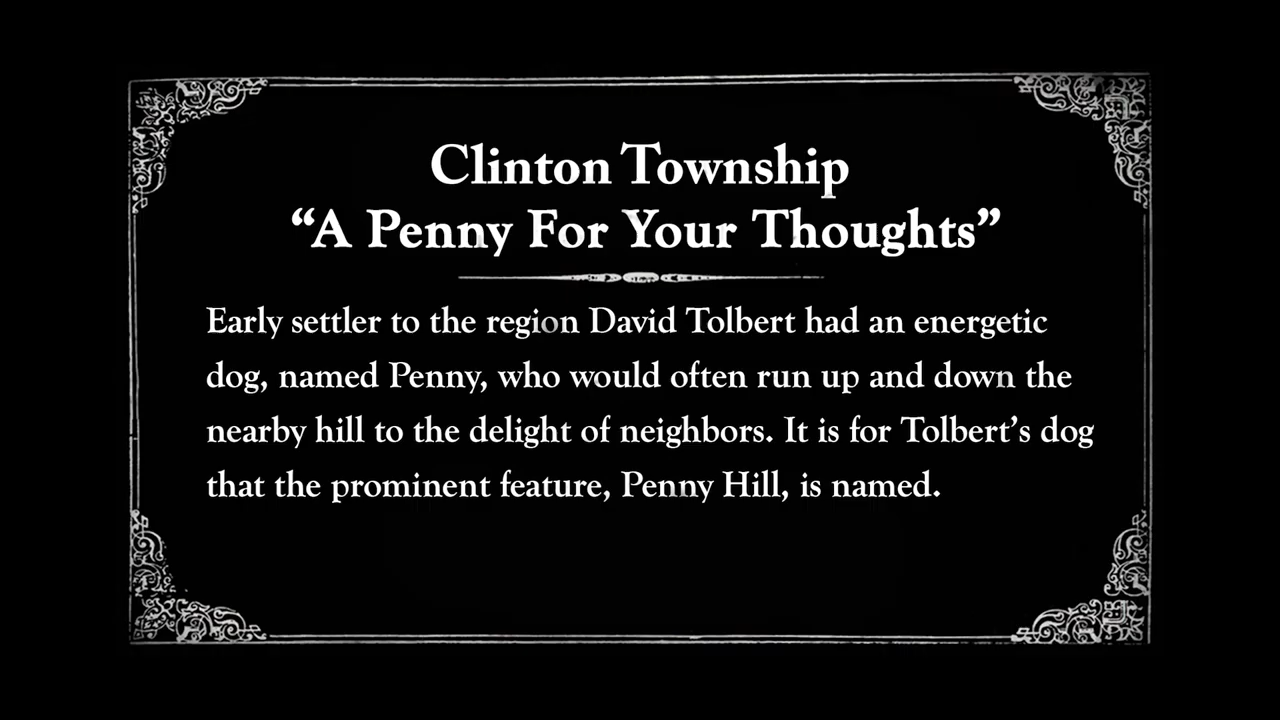 Clinton Township
“A Penny For Your Thoughts”
Early settler to the region David Tolbert had an energetic
dog, named Penny, who would often run up and down the
nearby hill to the delight of neighbors. It is for Tolbert’s dog
that the prominent feature, Penny Hill, is named.